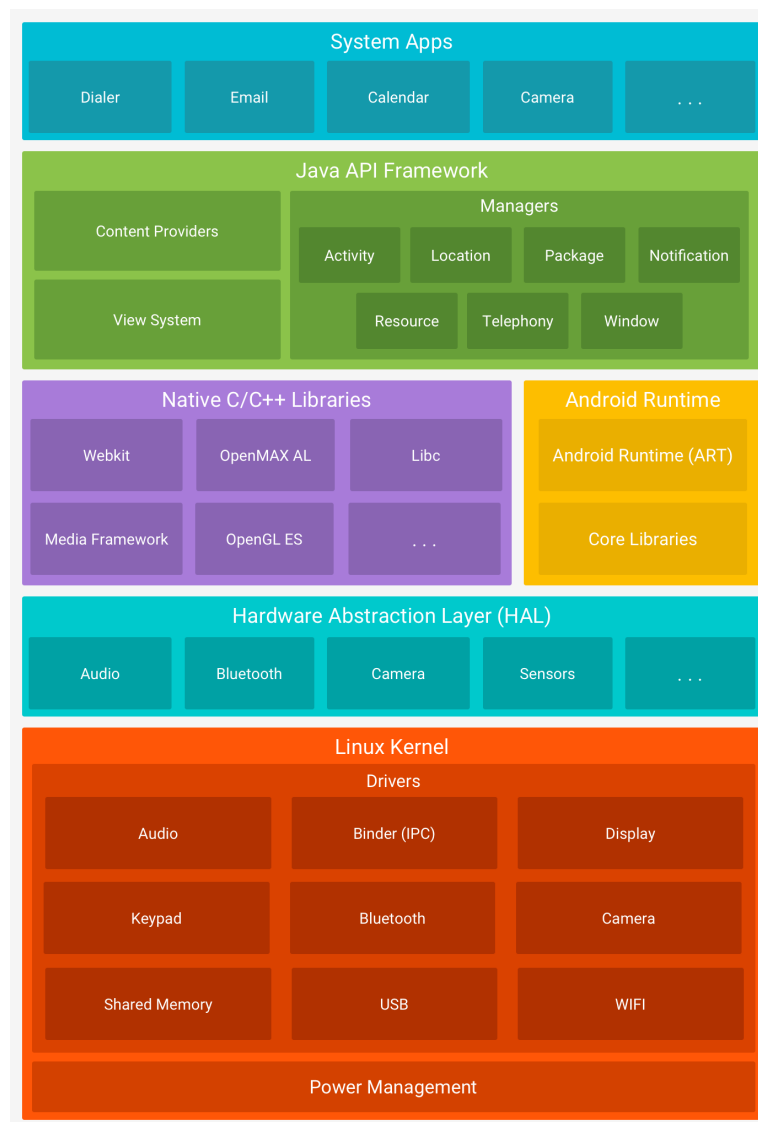 System Apps
Dialer
Email
Calendar
Camera
. . .
Java API Framework
Content Providers
View System
Managers
Activity
Location
Package
Notification
Resource
Telephony
Window
Native C/C++ Libraries
Webkit
OpenMAX AL
Libc
Media Framework
OpenGL ES
. . .
Android Runtime
Android Runtime (ART)
Core Libraries
Hardware Abstraction Layer (HAL)
Audio
Bluetooth
Camera
Sensors
. . .
Linux Kernel
Drivers
Audio
Binder (IPC)
Display
Keypad
Bluetooth
Camera
Shared Memory
USB
WIFI
Power Management